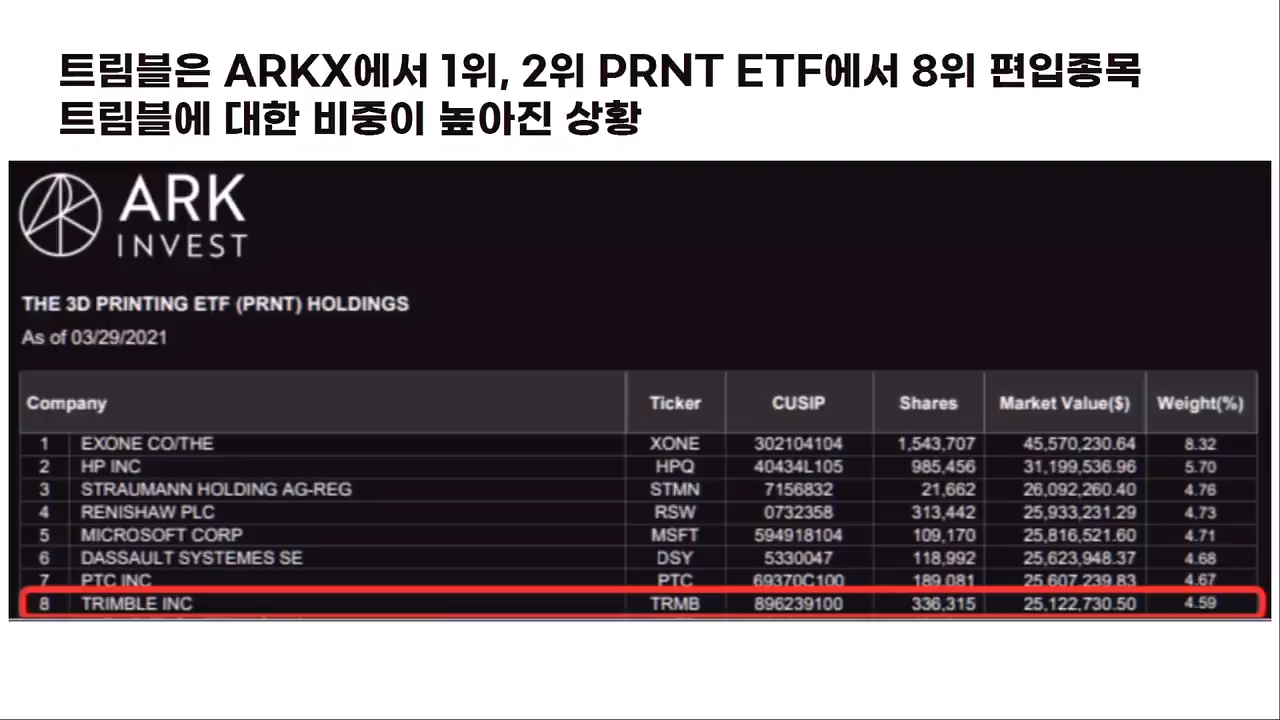 트림블은 ARKX에서 1위, 2위 PRNT ETF에서 8위 편입종목
트림블에 대한 비중이 높아진 상황
ARK
INVEST
THE 3D PRINTING ETF (PRNT) HOLDINGS
As of 03/29/2021
Company Ticker CUSIP Shares Market Value($) Weight(%)
1 EXONE CO/THE XONE 302104104 1,543,707 45,570,230.64 8.32
2 HP INC HPQ 40434L105 985,456 31,199,536.96 5.70
3 STRAUMANN HOLDING AG-REG STMN 7156832 21,662 26,092,260.40 4.76
4 RENISHAW PLC RSW 0732358 313,442 25,933,231.29 4.73
5 MICROSOFT CORP MSFT 594918104 109,170 25,816,521.60 4.71
6 DASSAULT SYSTEMES SE DSY 5330047 118,992 25,623,948.37 4.68
7 PTC INC PTC 69370C100 189,081 25,607,239.83 4.67
8 TRIMBLE INC TRMB 896239100 336,315 25,122,730.50 4.59